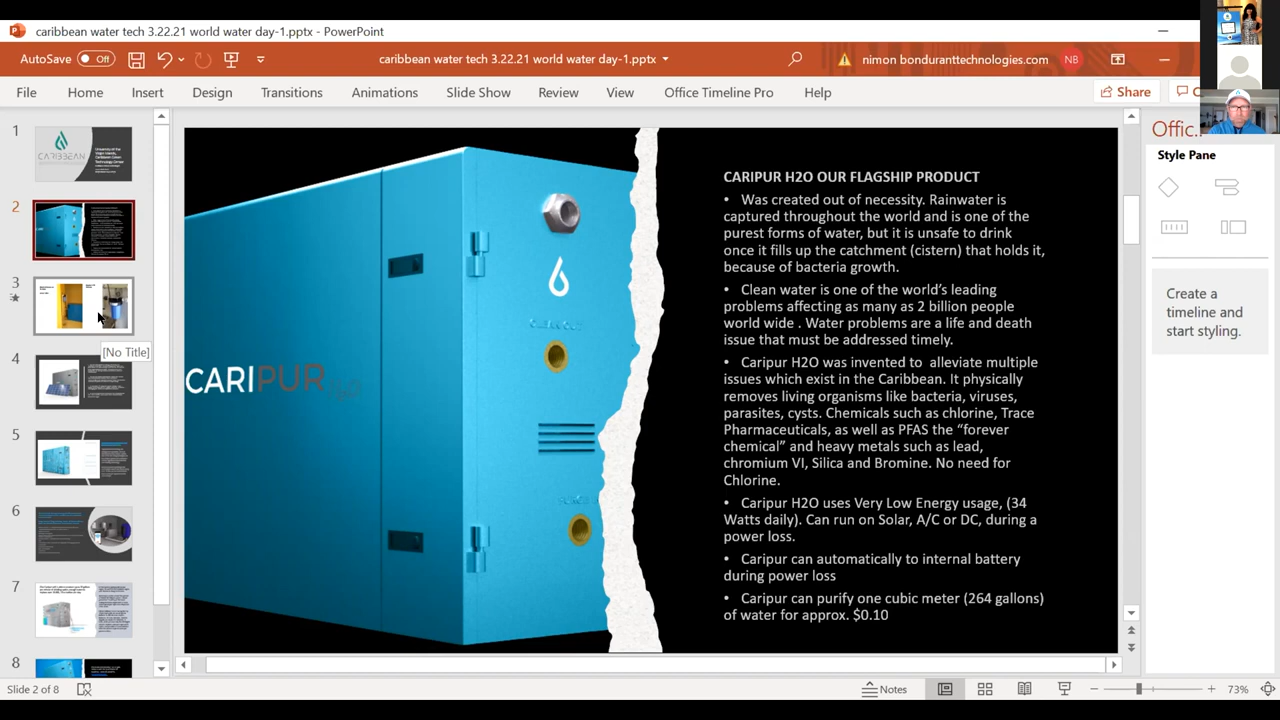 caribbean water tech 3.22.21 world water day-1.pptx - PowerPoint
AutoSave Off
caribbean water tech 3.22.21 world water day-1.pptx
nimon bonduranttechnologies.com NB
File Home Insert Design Transitions Animations Slide Show Review View Office Timeline Pro Help Share
1
CARIBBEAN
2
3
[No Title]
4
5
6
7
8
CARIPUR
CLEAN OUT
CARIPUR H2O OUR FLAGSHIP PRODUCT
• Was created out of necessity. Rainwater is
captured throughout the world and is one of the
purest forms of water, but it is unsafe to drink
once it fills up the catchment (cistern) that holds it,
because of bacteria growth.
• Clean water is one of the world's leading
problems affecting as many as 2 billion people
world wide . Water problems are a life and death
issue that must be addressed timely.
• Caripur H2O was invented to alleviate multiple
issues which exist in the Caribbean. It physically
removes living organisms like bacteria, viruses,
parasites, cysts. Chemicals such as chlorine, Trace
Pharmaceuticals, as well as PFAS the “forever
chemical” and heavy metals such as lead,
chromium VI, Silica and Bromine. No need for
Chlorine.
• Caripur H2O uses Very Low Energy usage, (34
Watts daily). Can run on Solar, A/C or DC, during a
power loss.
• Caripur can automatically to internal battery
during power loss
• Caripur can purify one cubic meter (264 gallons)
of water for approx. $0.10
Offic
Style Pane
Create a
timeline and
start styling.
Slide 2 of 8
Notes
73%